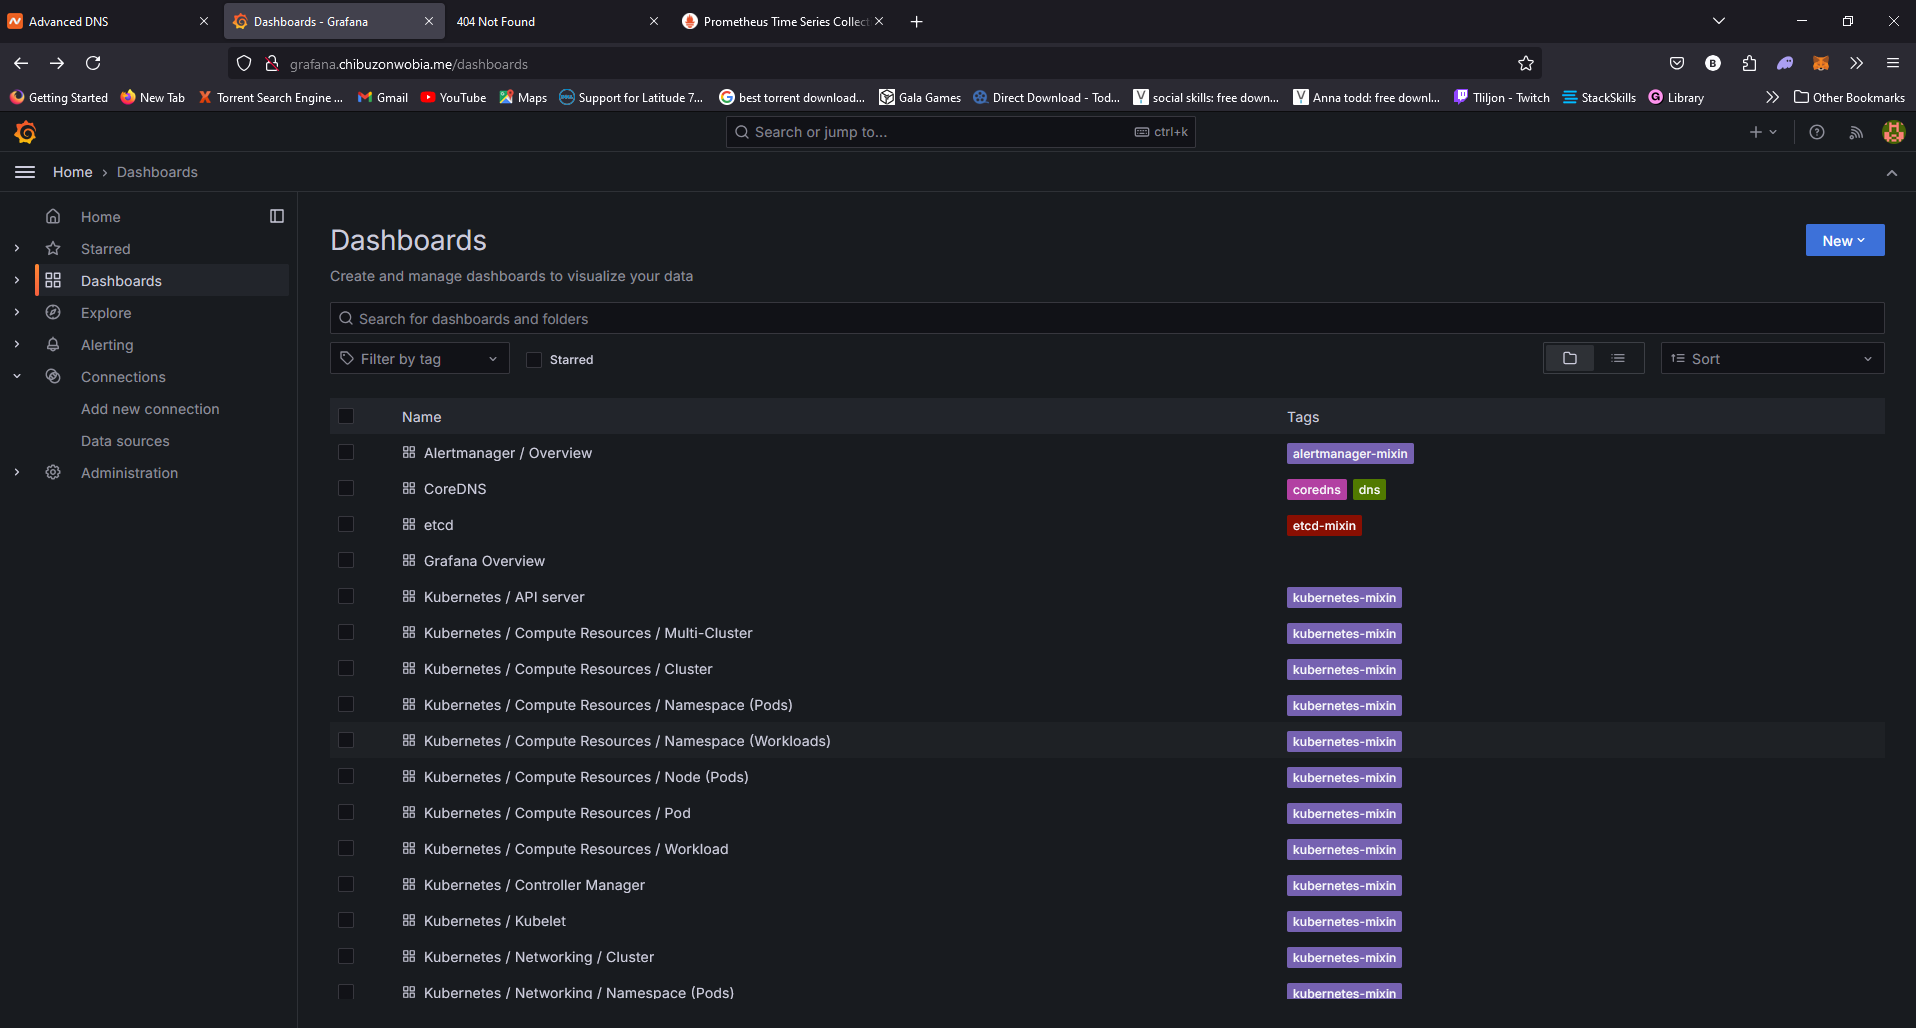 Advanced DNS
Dashboards - Grafana
404 Not Found
Prometheus Time Series Collect
grafana.chibuzonwobia.me/dashboards
Getting Started
New Tab
Torrent Search Engine ...
Gmail
YouTube
Maps
Support for Latitude 7...
best torrent download...
Gala Games
Direct Download - Tod...
social skills: free down...
Anna todd: free downl...
Tliljon - Twitch
StackSkills
Library
Other Bookmarks
Search or jump to...
ctrl+k
Home › Dashboards
Home
Starred
Dashboards
Explore
Alerting
Connections
Add new connection
Data sources
Administration
Dashboards
New
Create and manage dashboards to visualize your data
Search for dashboards and folders
Filter by tag
Starred
Sort
Name Tags
Alertmanager / Overview alertmanager-mixin
CoreDNS coredns dns
etcd etcd-mixin
Grafana Overview
Kubernetes / API server kubernetes-mixin
Kubernetes / Compute Resources / Multi-Cluster kubernetes-mixin
Kubernetes / Compute Resources / Cluster kubernetes-mixin
Kubernetes / Compute Resources / Namespace (Pods) kubernetes-mixin
Kubernetes / Compute Resources / Namespace (Workloads) kubernetes-mixin
Kubernetes / Compute Resources / Node (Pods) kubernetes-mixin
Kubernetes / Compute Resources / Pod kubernetes-mixin
Kubernetes / Compute Resources / Workload kubernetes-mixin
Kubernetes / Controller Manager kubernetes-mixin
Kubernetes / Kubelet kubernetes-mixin
Kubernetes / Networking / Cluster kubernetes-mixin
Kubernetes / Networking / Namespace (Pods) kubernetes-mixin